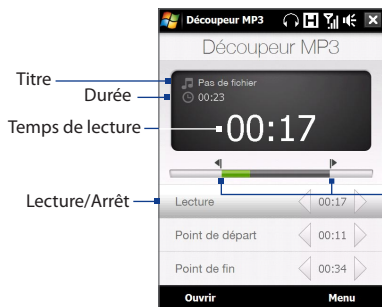 Découpeur MP3
Découpeur MP3
Titre
Pas de fichier
Durée
00:23
Temps de lecture
00:17
Lecture/Arrêt
Lecture
00:17
Point de départ
00:11
Point de fin
00:34
Ouvrir
Menu